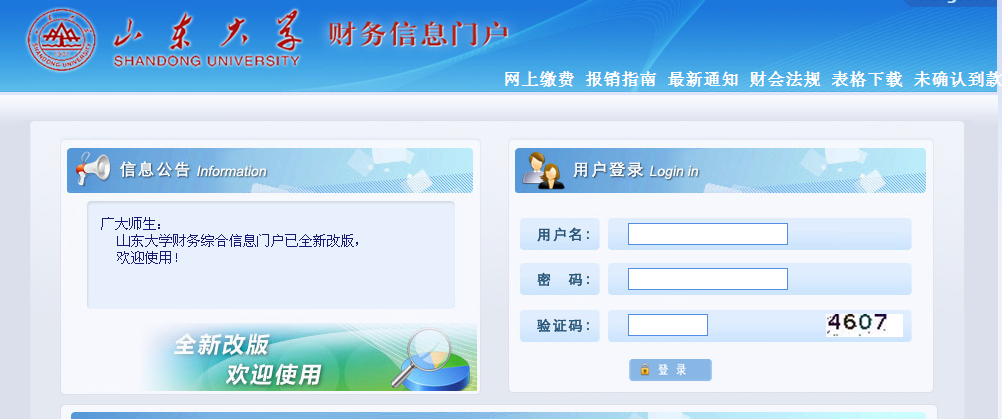 山东大学 财务信息门户
SHANDONG UNIVERSITY
网上缴费 报销指南 最新通知 财会法规 表格下载 未确认到款
信息公告 Information
广大师生：
山东大学财务综合信息门户已全新改版，
欢迎使用！
全新改版
欢迎使用
用户登录 Login in
用户名：
密 码：
验证码： 4607
登 录